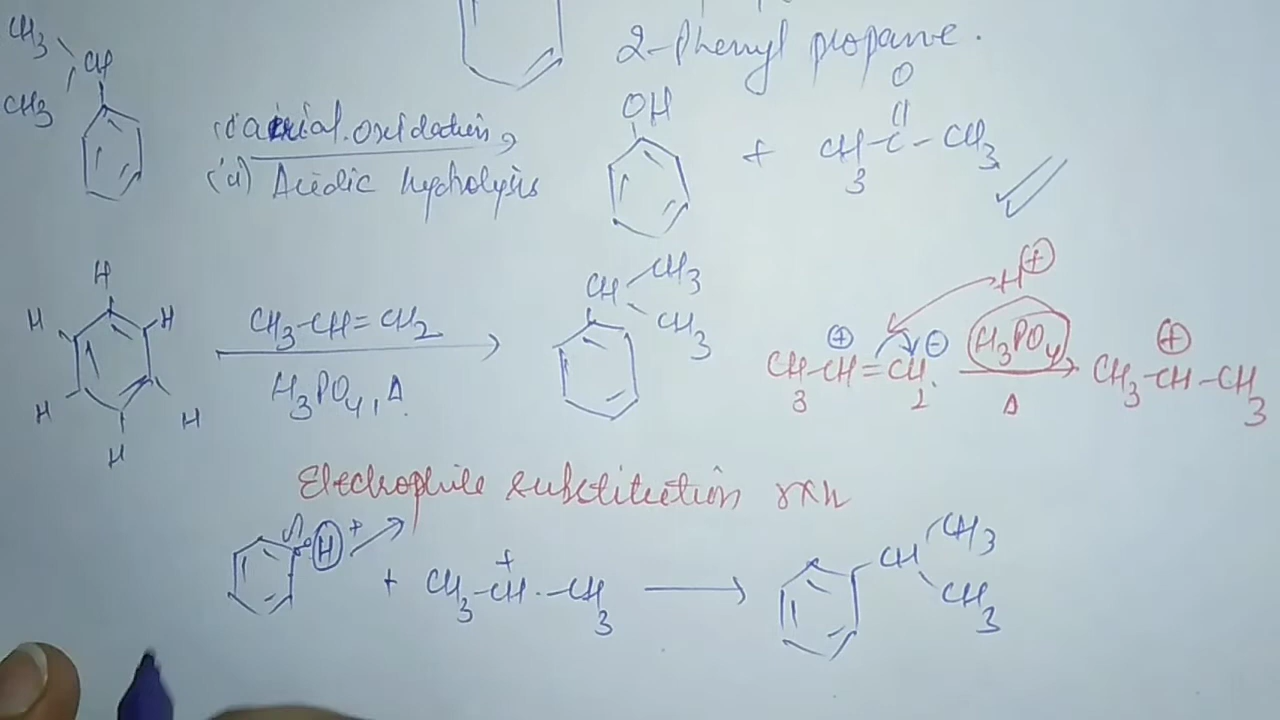 2-Phenyl propane.
CH3
CH
CH3
(i) aerial oxidation
(ii) Acidic hydrolysis
OH
+
O
CH3-C-CH3
H
H
H
H
H
H
CH3-CH=CH2
H3PO4, Δ
CH
CH3
CH3
H+
⊕ ⊖
CH3-CH=CH2
H3PO4
Δ
⊕
CH3-CH-CH3
Electrophile substitution rxn
H +
+
+
CH3-CH-CH3
CH
CH3
CH3